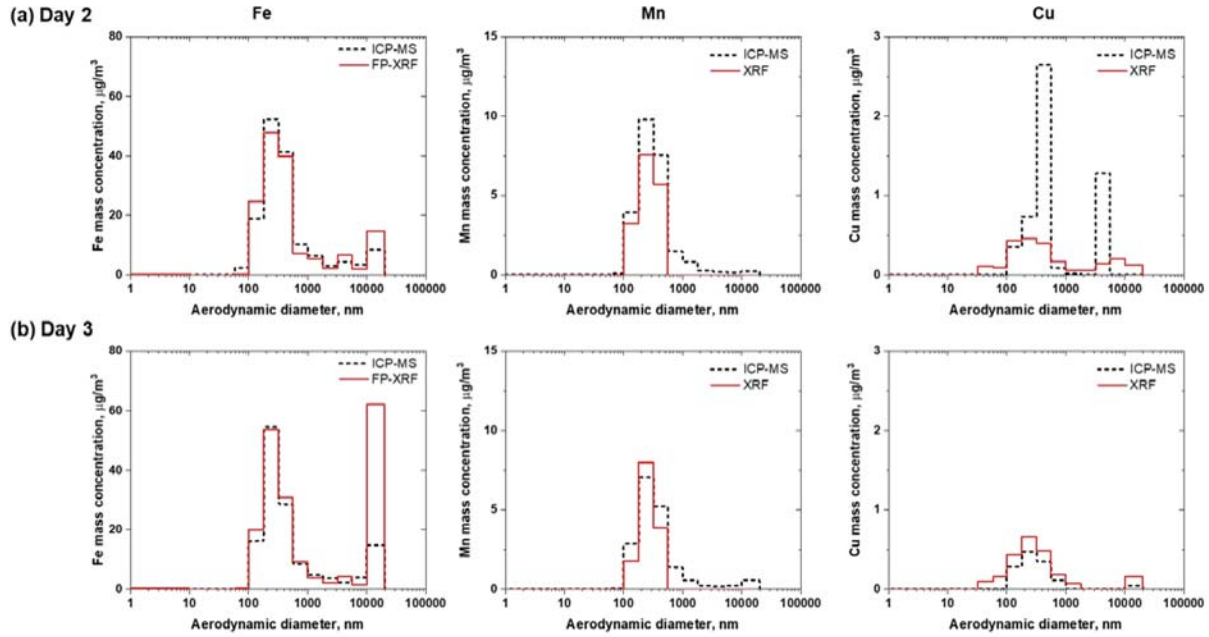 (a) Day 2
Fe
Mn
Cu
80
60
40
20
0
Fe mass concentration, μg/m³
ICP-MS
FP-XRF
1 10 100 1000 10000 100000
Aerodynamic diameter, nm
15
10
5
0
Mn mass concentration, μg/m³
ICP-MS
XRF
1 10 100 1000 10000 100000
Aerodynamic diameter, nm
3
2
1
0
Cu mass concentration, μg/m³
ICP-MS
XRF
1 10 100 1000 10000 100000
Aerodynamic diameter, nm
(b) Day 3
80
60
40
20
0
Fe mass concentration, μg/m³
ICP-MS
FP-XRF
1 10 100 1000 10000 100000
Aerodynamic diameter, nm
15
10
5
0
Mn mass concentration, μg/m³
ICP-MS
XRF
1 10 100 1000 10000 100000
Aerodynamic diameter, nm
3
2
1
0
Cu mass concentration, μg/m³
ICP-MS
XRF
1 10 100 1000 10000 100000
Aerodynamic diameter, nm